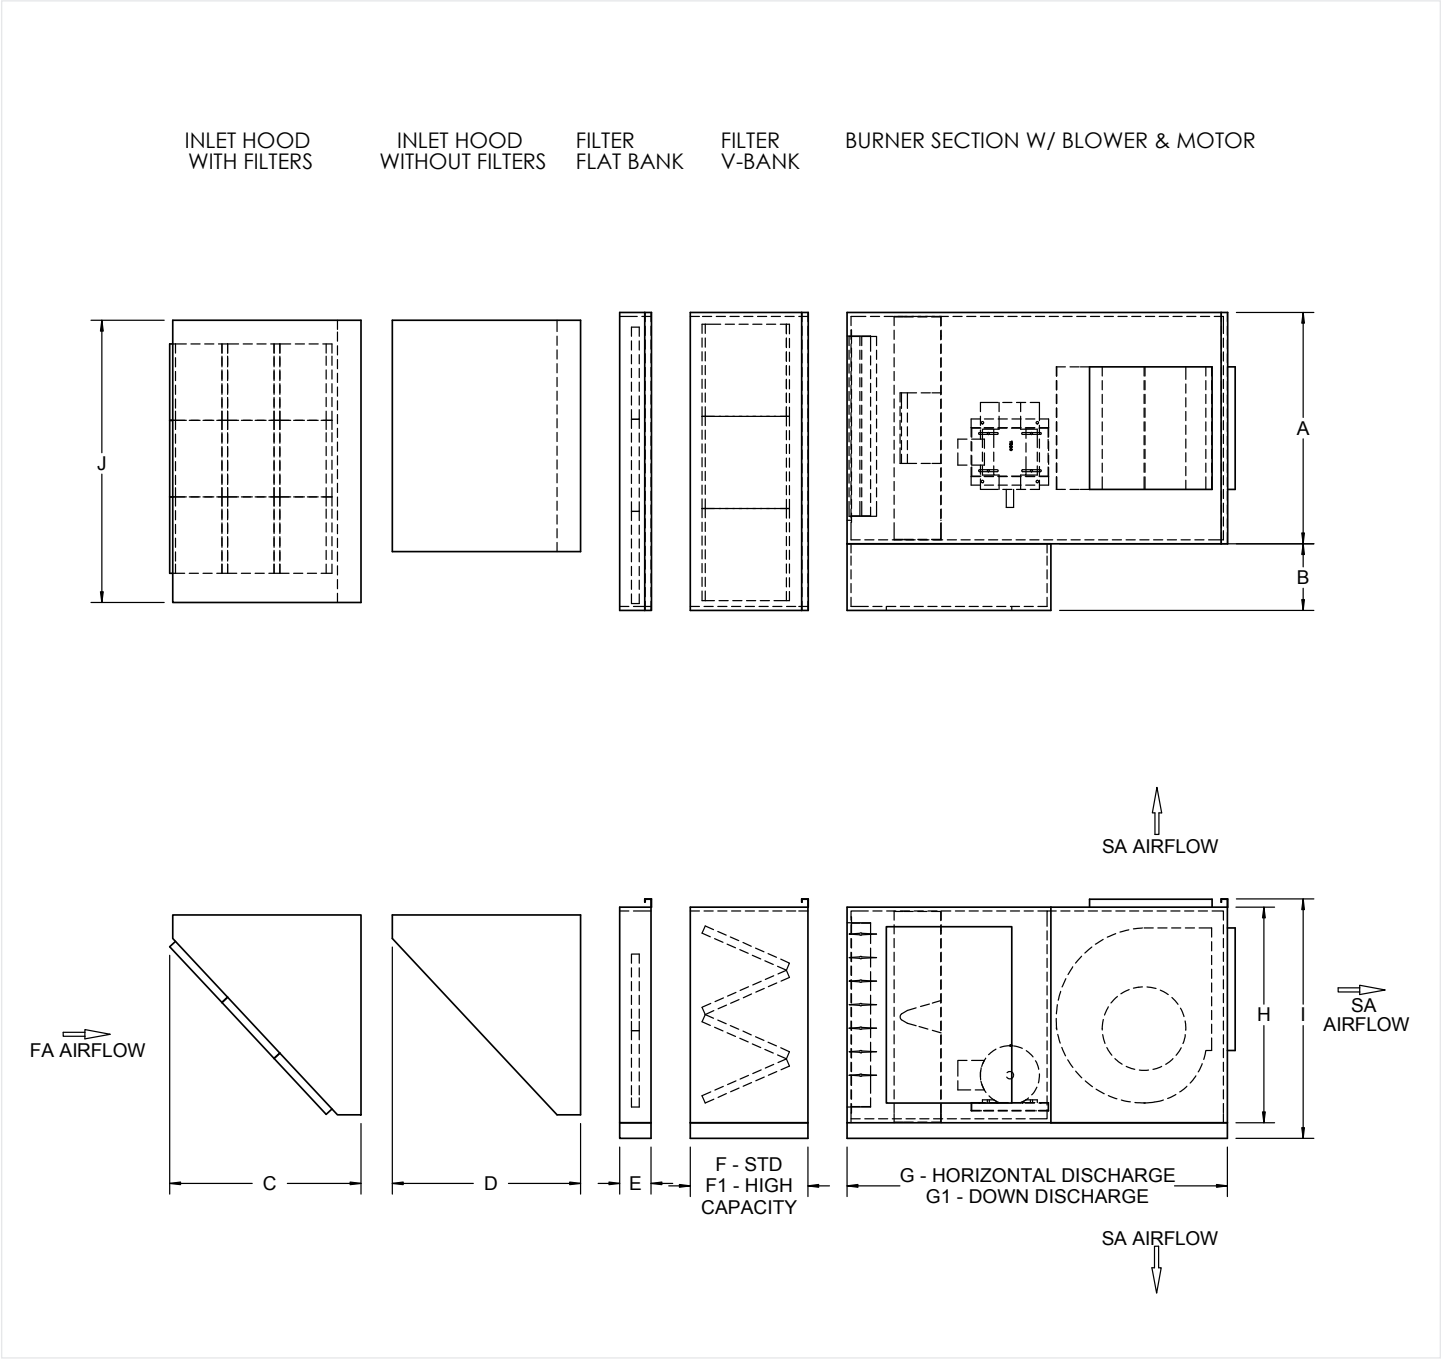 INLET HOOD
WITH FILTERS
INLET HOOD
WITHOUT FILTERS
FILTER
FLAT BANK
FILTER
V-BANK
BURNER SECTION W/ BLOWER & MOTOR
J
A
B
SA AIRFLOW
FA AIRFLOW
H
I
SA
AIRFLOW
C
D
E
F - STD
F1 - HIGH
CAPACITY
G - HORIZONTAL DISCHARGE
G1 - DOWN DISCHARGE
SA AIRFLOW